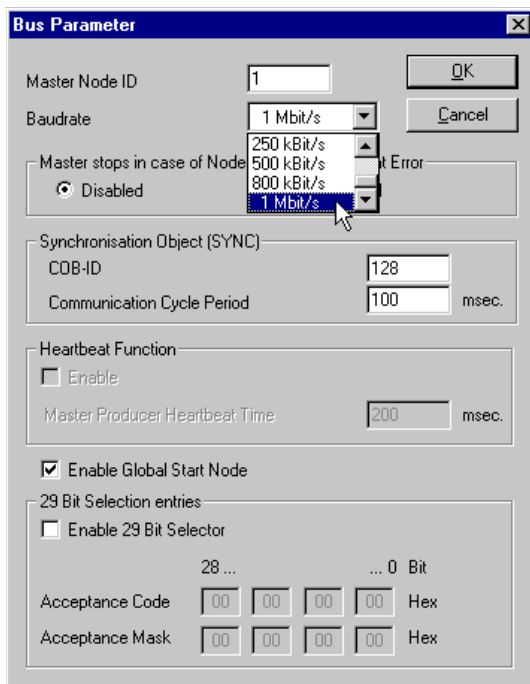 Bus Parameter
Master Node ID 1 OK
Baudrate 1 Mbit/s Cancel
250 kBit/s
500 kBit/s
800 kBit/s
1 Mbit/s
Master stops in case of Node t Error
Disabled
Synchronisation Object (SYNC)
COB-ID 128
Communication Cycle Period 100 msec.
Heartbeat Function
Enable
Master Producer Heartbeat Time 200 msec.
Enable Global Start Node
29 Bit Selection entries
Enable 29 Bit Selector
28 ... ... 0 Bit
Acceptance Code 00 00 00 00 Hex
Acceptance Mask 00 00 00 00 Hex